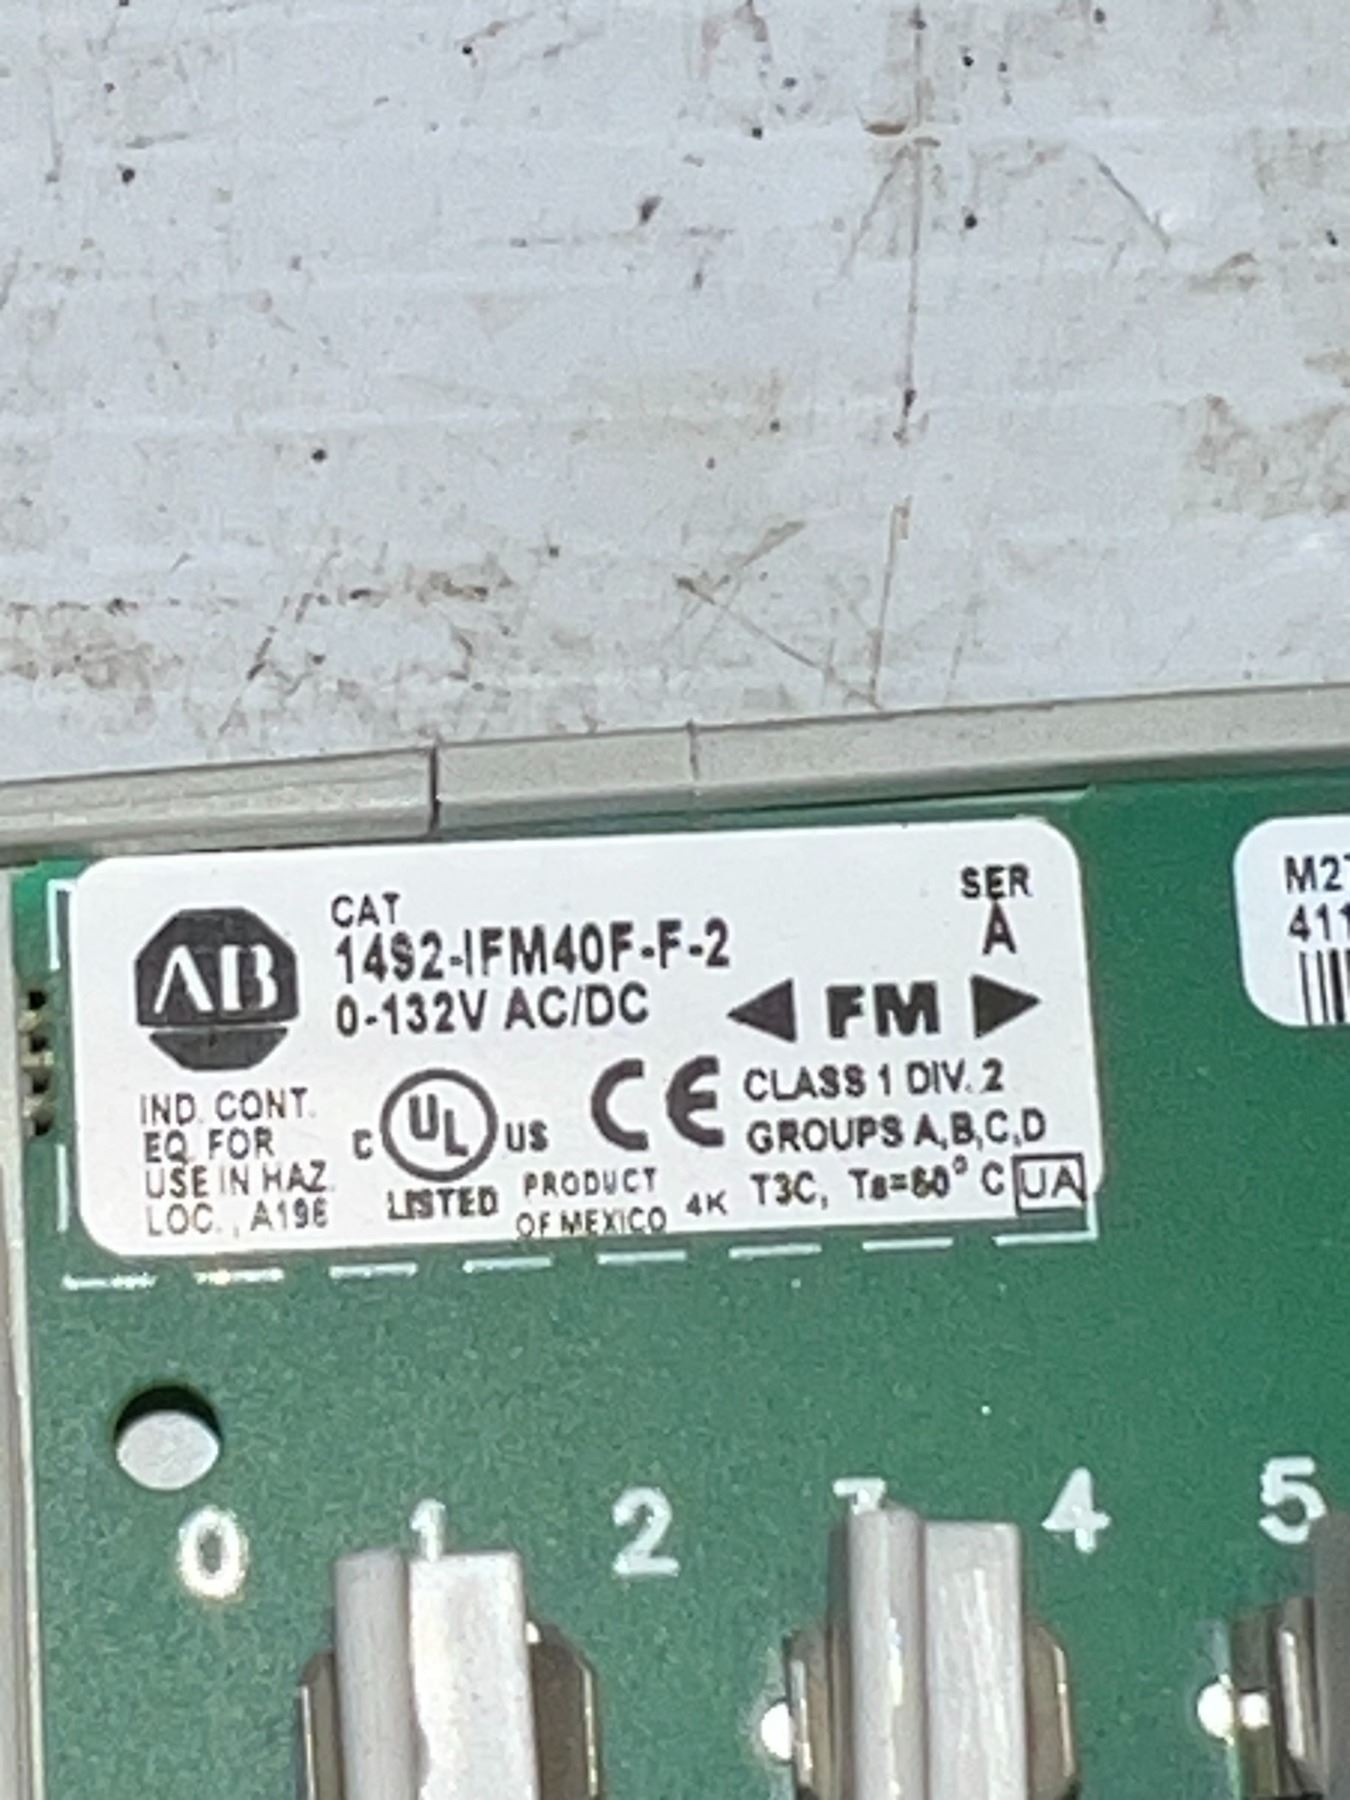 CAT
1492-IFM40F-F-2
0-132V AC/DC
SER
A
AB
FM
IND. CONT.
EQ. FOR
USE IN HAZ.
LOC., A196
C UL US
LISTED
CE
PRODUCT
OF MEXICO
4K
CLASS 1 DIV. 2
GROUPS A,B,C,D
T3C, Ta=60° C UA
M2
411
0 1 2 3 4 5